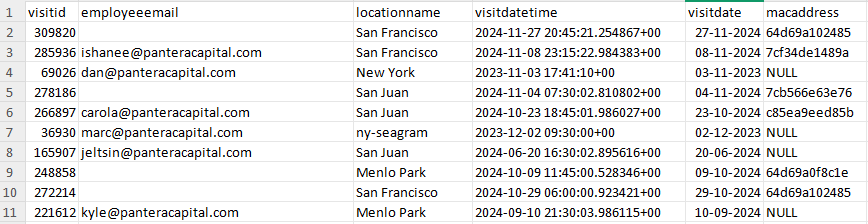 1 visitid employeeemail locationname visitdatetime visitdate macaddress
2 309820 San Francisco 2024-11-27 20:45:21.254867+00 27-11-2024 64d69a102485
3 285936 ishanee@panteracapital.com San Francisco 2024-11-08 23:15:22.984383+00 08-11-2024 7cf34de1489a
4 69026 dan@panteracapital.com New York 2023-11-03 17:41:10+00 03-11-2023 NULL
5 278186 San Juan 2024-11-04 07:30:02.810802+00 04-11-2024 7cb566e63e76
6 266897 carola@panteracapital.com San Juan 2024-10-23 18:45:01.986027+00 23-10-2024 c85ea9eed85b
7 36930 marc@panteracapital.com ny-seagram 2023-12-02 09:30:00+00 02-12-2023 NULL
8 165907 jeltsin@panteracapital.com San Juan 2024-06-20 16:30:02.895616+00 20-06-2024 NULL
9 248858 Menlo Park 2024-10-09 11:45:00.528346+00 09-10-2024 64d69a0f8c1e
10 272214 San Francisco 2024-10-29 06:00:00.923421+00 29-10-2024 64d69a102485
11 221612 kyle@panteracapital.com Menlo Park 2024-09-10 21:30:03.986115+00 10-09-2024 NULL